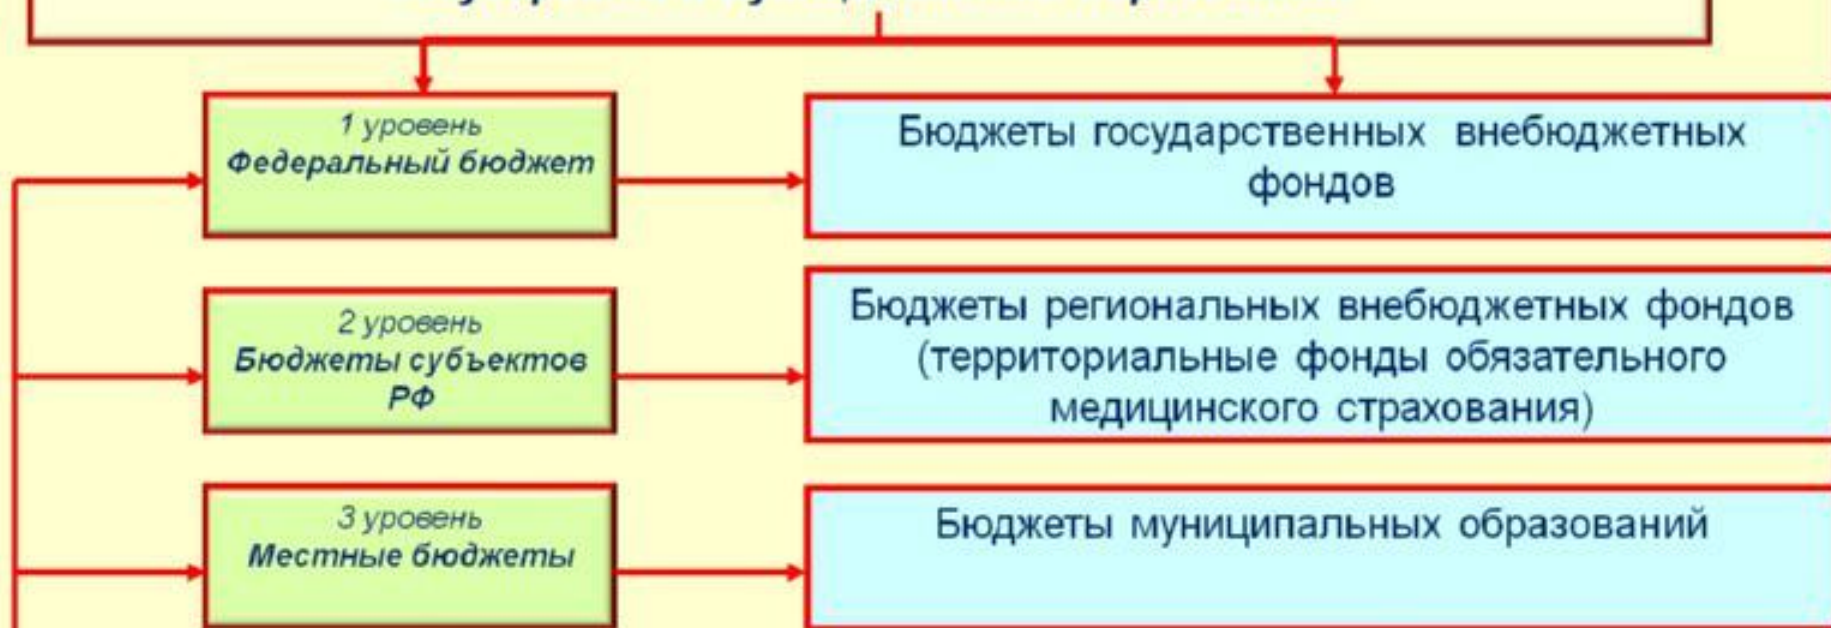 1 уровень
Федеральный бюджет
Бюджеты государственных внебюджетных
фондов
2 уровень
Бюджеты субъектов
РФ
Бюджеты региональных внебюджетных фондов
(территориальные фонды обязательного
медицинского страхования)
3 уровень
Местные бюджеты
Бюджеты муниципальных образований